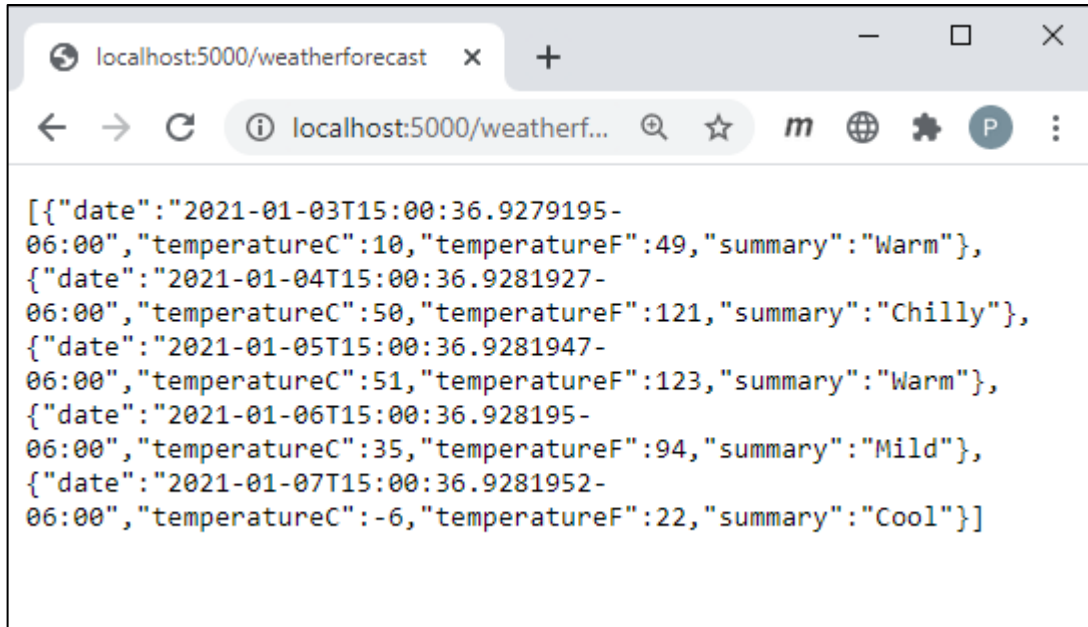 localhost:5000/weatherforecast
localhost:5000/weatherf...
m
P
[{"date":"2021-01-03T15:00:36.9279195-
06:00","temperatureC":10,"temperatureF":49,"summary":"Warm"},
{"date":"2021-01-04T15:00:36.9281927-
06:00","temperatureC":50,"temperatureF":121,"summary":"Chilly"},
{"date":"2021-01-05T15:00:36.9281947-
06:00","temperatureC":51,"temperatureF":123,"summary":"Warm"},
{"date":"2021-01-06T15:00:36.928195-
06:00","temperatureC":35,"temperatureF":94,"summary":"Mild"},
{"date":"2021-01-07T15:00:36.9281952-
06:00","temperatureC":-6,"temperatureF":22,"summary":"Cool"}]